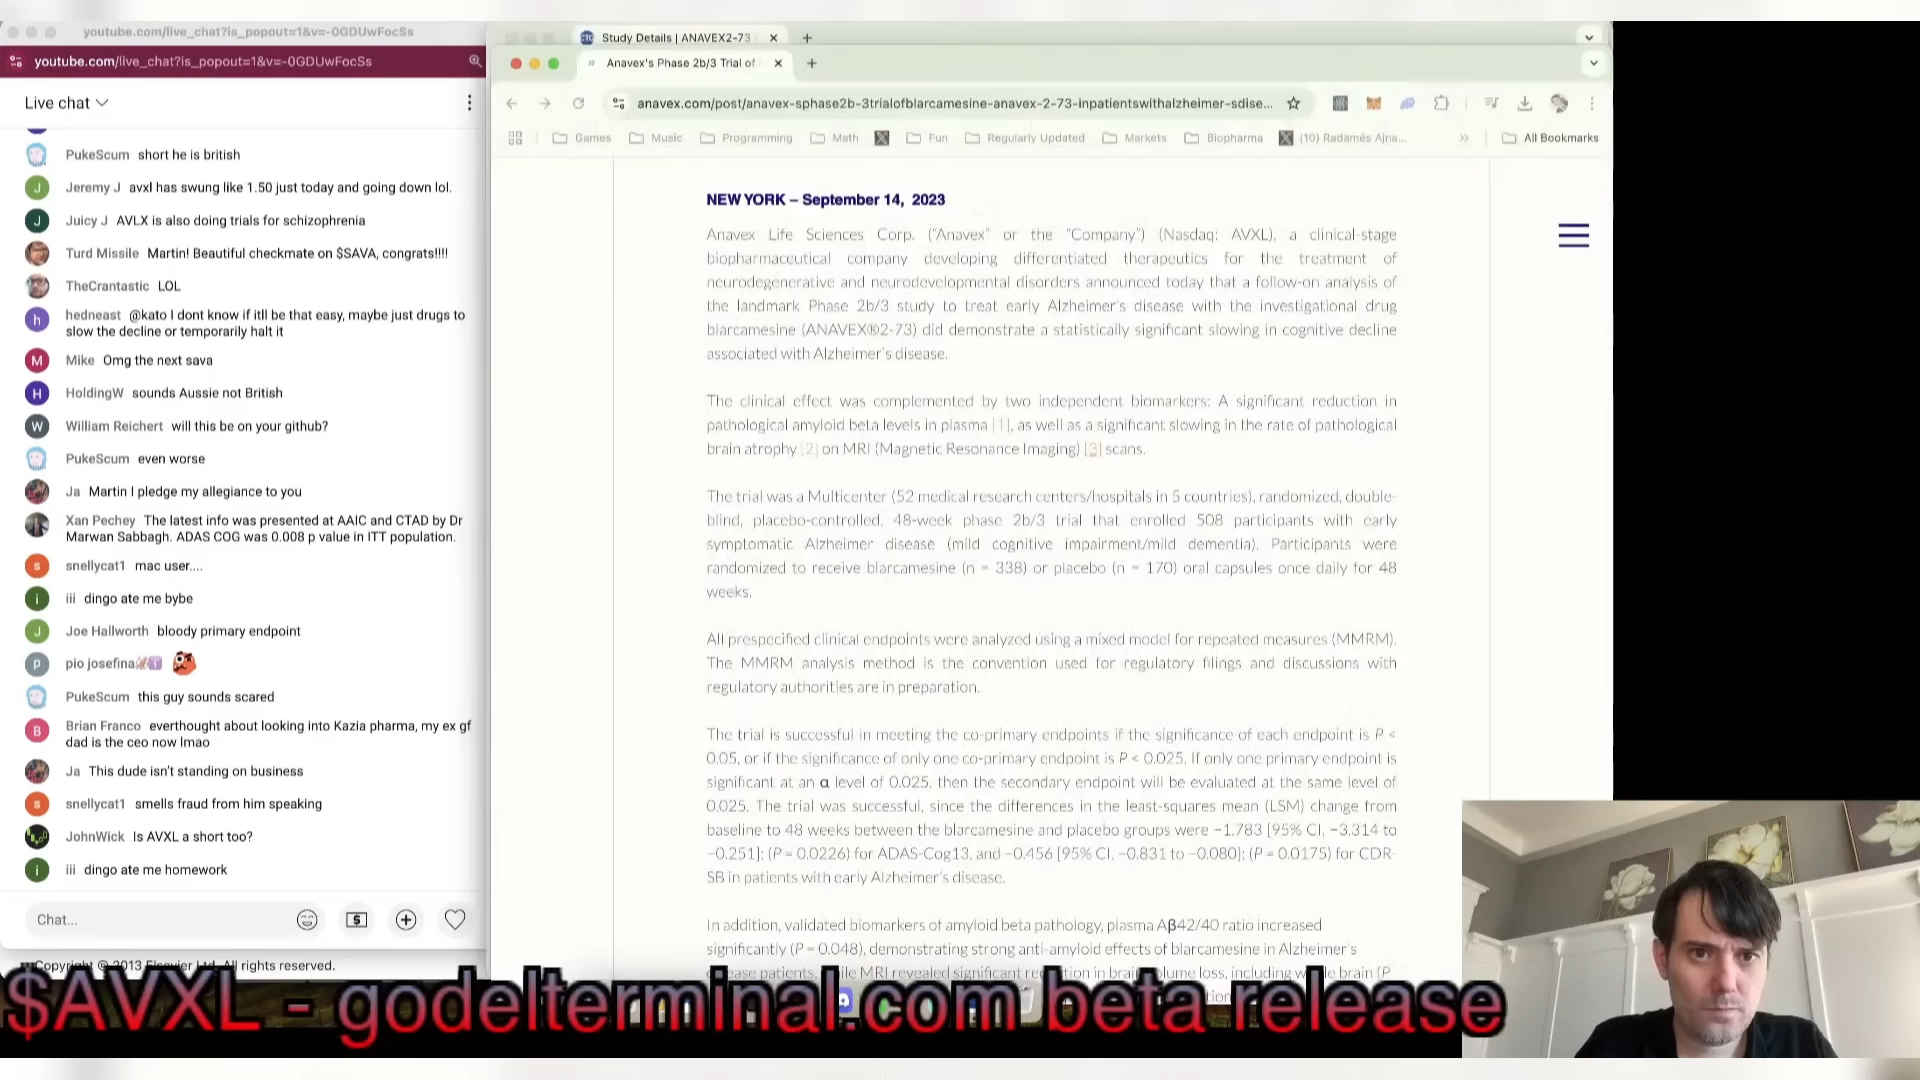 youtube.com/live_chat?is_popout=1&v=-0GDUwFocSs
youtube.com/live_chat?is_popout=1&v=-0GDUwFocSs
Live chat
PukeScum short he is british
Jeremy J avxl has swung like 1.50 just today and going down lol.
Juicy J AVLX is also doing trials for schizophrenia
Turd Missile Martin! Beautiful checkmate on $SAVA, congrats!!!!
TheCrantastic LOL
hedneast @kato I dont know if itll be that easy, maybe just drugs to
slow the decline or temporarily halt it
Mike Omg the next sava
HoldingW sounds Aussie not British
William Reichert will this be on your github?
PukeScum even worse
Ja Martin I pledge my allegiance to you
Xan Pechey The latest info was presented at AAIC and CTAD by Dr
Marwan Sabbagh. ADAS COG was 0.008 p value in ITT population.
snellycat1 mac user....
iii dingo ate me bybe
Joe Hallworth bloody primary endpoint
pio josefina
PukeScum this guy sounds scared
Brian Franco everthought about looking into Kazia pharma, my ex gf
dad is the ceo now lmao
Ja This dude isn't standing on business
snellycat1 smells fraud from him speaking
JohnWick Is AVXL a short too?
iii dingo ate me homework
Chat...
Copyright © 2013 Elsevier Ltd. All rights reserved.
Study Details | ANAVEX2-73
Anavex's Phase 2b/3 Trial of
anavex.com/post/anavex-sphase2b-3trialofblarcamesine-anavex-2-73-inpatientswithalzheimer-sdise...
Games Music Programming Math Fun Regularly Updated Markets Biopharma (10) Radamés Ajna... » All Bookmarks
NEW YORK – September 14, 2023
Anavex Life Sciences Corp. (“Anavex” or the “Company”) (Nasdaq: AVXL), a clinical-stage
biopharmaceutical company developing differentiated therapeutics for the treatment of
neurodegenerative and neurodevelopmental disorders announced today that a follow-on analysis of
the landmark Phase 2b/3 study to treat early Alzheimer's disease with the investigational drug
blarcamesine (ANAVEX®2-73) did demonstrate a statistically significant slowing in cognitive decline
associated with Alzheimer's disease.
The clinical effect was complemented by two independent biomarkers: A significant reduction in
pathological amyloid beta levels in plasma [1], as well as a significant slowing in the rate of pathological
brain atrophy [2] on MRI (Magnetic Resonance Imaging) [3] scans.
The trial was a Multicenter (52 medical research centers/hospitals in 5 countries), randomized, double-
blind, placebo-controlled, 48-week phase 2b/3 trial that enrolled 508 participants with early
symptomatic Alzheimer disease (mild cognitive impairment/mild dementia). Participants were
randomized to receive blarcamesine (n = 338) or placebo (n = 170) oral capsules once daily for 48
weeks.
All prespecified clinical endpoints were analyzed using a mixed model for repeated measures (MMRM).
The MMRM analysis method is the convention used for regulatory filings and discussions with
regulatory authorities are in preparation.
The trial is successful in meeting the co-primary endpoints if the significance of each endpoint is P <
0.05, or if the significance of only one co-primary endpoint is P < 0.025. If only one primary endpoint is
significant at an α level of 0.025, then the secondary endpoint will be evaluated at the same level of
0.025. The trial was successful, since the differences in the least-squares mean (LSM) change from
baseline to 48 weeks between the blarcamesine and placebo groups were −1.783 [95% CI, −3.314 to
−0.251]; (P = 0.0226) for ADAS-Cog13, and −0.456 [95% CI, −0.831 to −0.080]; (P = 0.0175) for CDR-
SB in patients with early Alzheimer's disease.
In addition, validated biomarkers of amyloid beta pathology, plasma Aβ42/40 ratio increased
significantly (P = 0.048), demonstrating strong anti-amyloid effects of blarcamesine in Alzheimer's
patients. MRI revealed significant in brain volume loss, including brain (P
$AVXL - godelterminal.com beta release